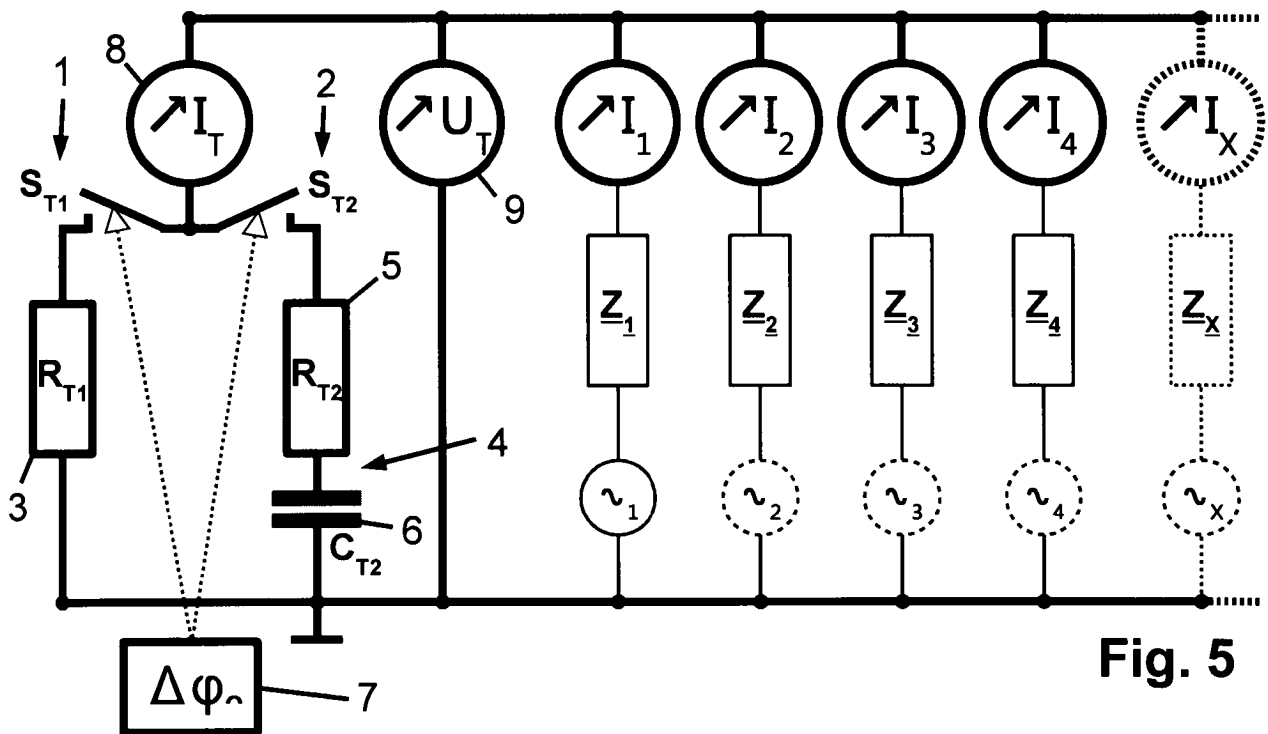 8
1
2
I_T
U_T
I_1
I_2
I_3
I_4
I_X
S_T1
S_T2
9
5
R_T1
R_T2
Z_1
Z_2
Z_3
Z_4
Z_X
4
3
6
C_T2
~_1
~_2
~_3
~_4
~_X
Δφ
7
Fig. 5